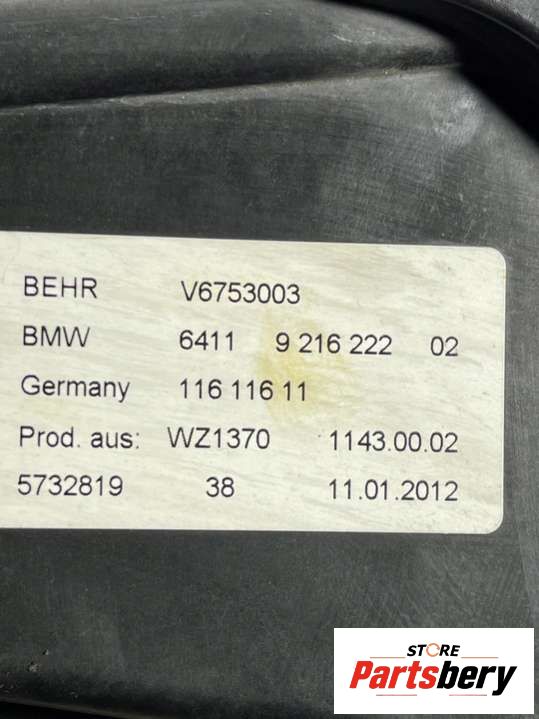 BEHR V6753003
BMW 6411 9 216 222 02
Germany 116 116 11
Prod. aus: WZ1370 1143.00.02
5732819 38 11.01.2012
STORE
Partsbery